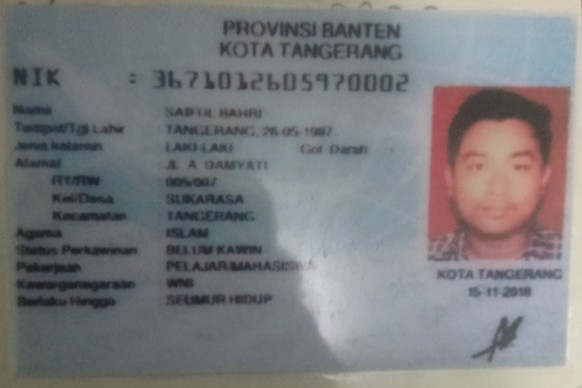 PROVINSI BANTEN
KOTA TANGERANG
NIK : 3671012605970002
Nama : SAIFUL BAHRI
Tempat/Tgl Lahir : TANGERANG, 26-05-1997
Jenis kelamin : LAKI-LAKI Gol. Darah : -
Alamat : JL. A. DAMYATI
RT/RW : 005/007
Kel/Desa : SUKARASA
Kecamatan : TANGERANG
Agama : ISLAM
Status Perkawinan : BELUM KAWIN
Pekerjaan : PELAJAR/MAHASISWA
Kewarganegaraan : WNI
Berlaku Hingga : SEUMUR HIDUP
KOTA TANGERANG
15-11-2018